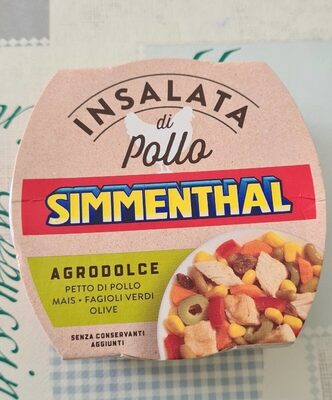 INSALATA
di
Pollo
SIMMENTHAL
AGRODOLCE
PETTO DI POLLO
MAIS • FAGIOLI VERDI
OLIVE
SENZA CONSERVANTI
AGGIUNTI